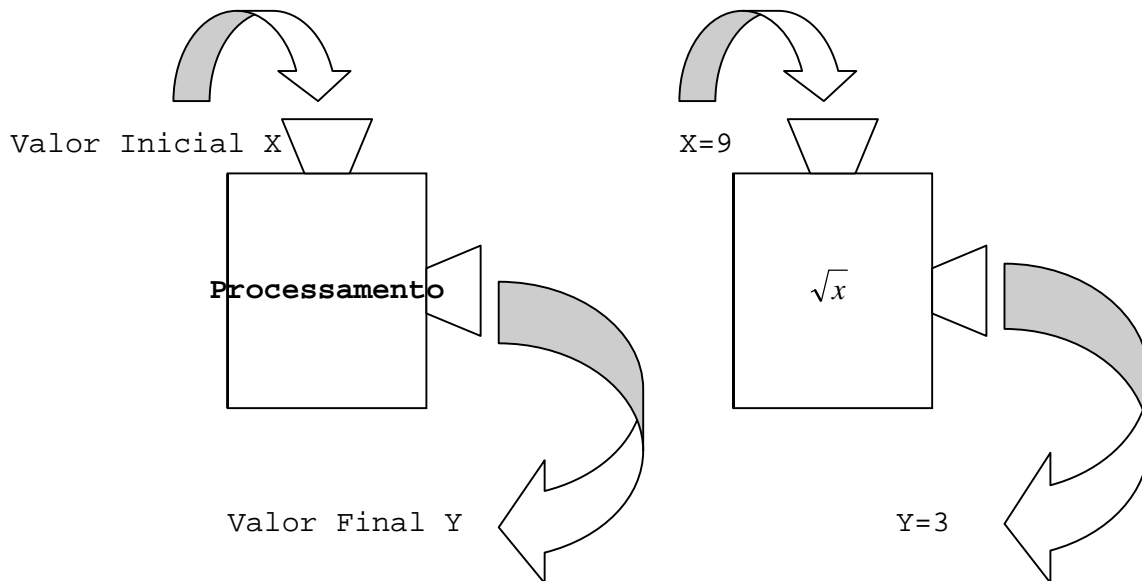 Valor Inicial X
Processamento
Valor Final Y
X=9
√x
Y=3